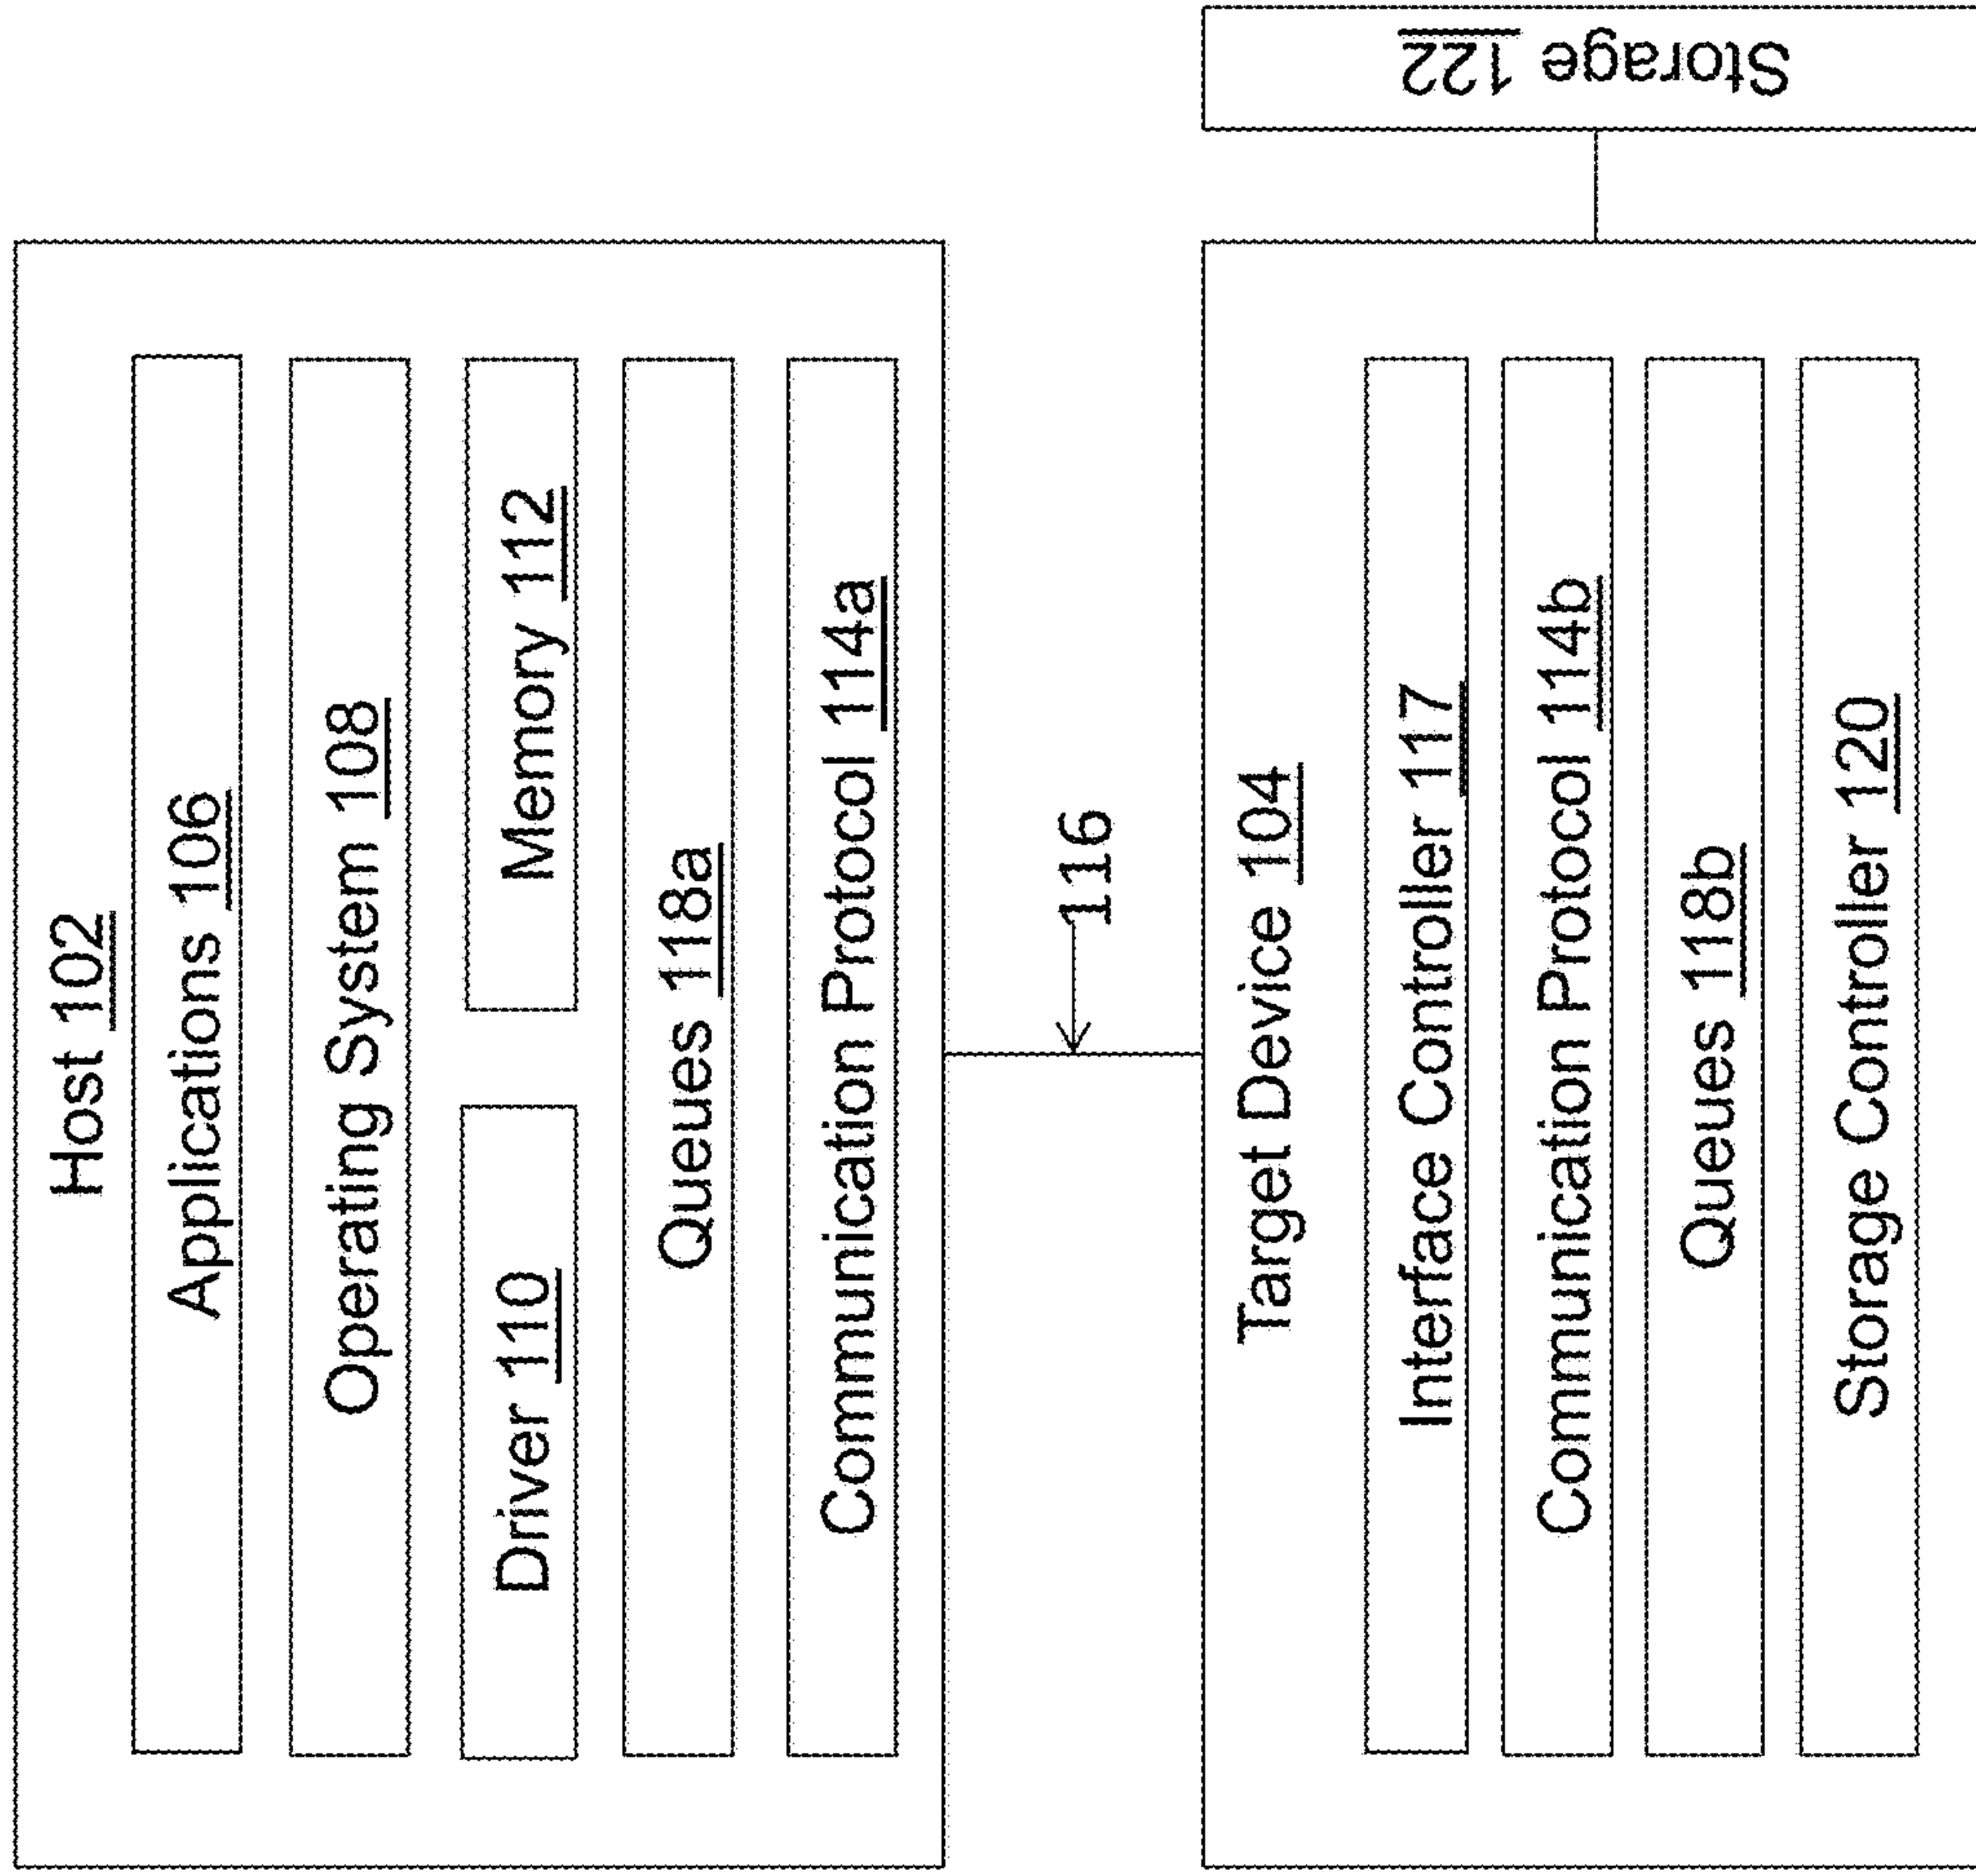 Host 102
Applications 106
Operating System 108
Driver 110
Memory 112
Queues 118a
Communication Protocol 114a
116
Target Device 104
Interface Controller 117
Communication Protocol 114b
Queues 118b
Storage Controller 120
Storage 122